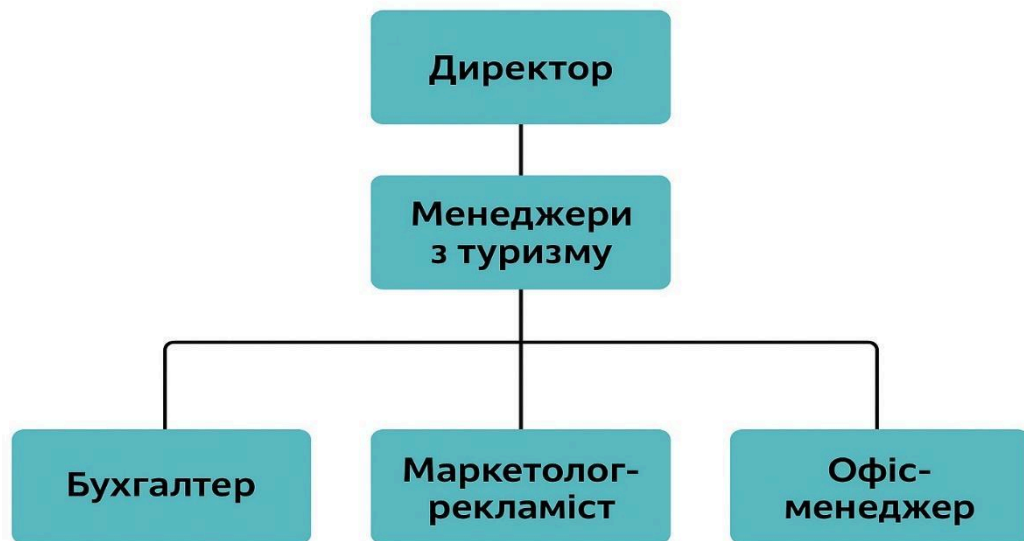 Директор
Менеджери
з туризму
Бухгалтер
Маркетолог-
рекламіст
Офіс-
менеджер